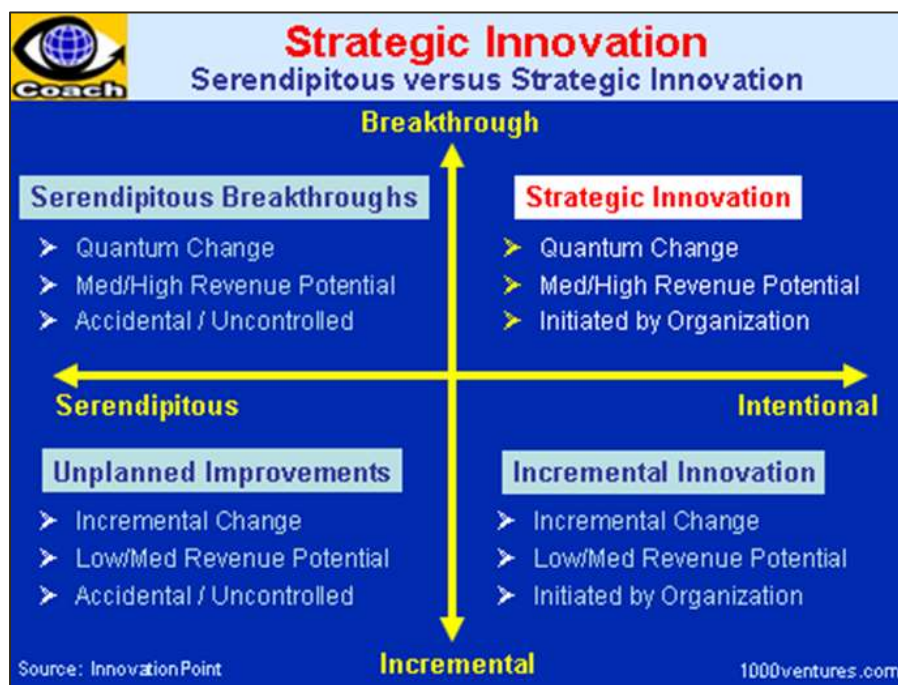 Coach
Strategic Innovation
Serendipitous versus Strategic Innovation
Breakthrough
Serendipitous Breakthroughs
Quantum Change
Med/High Revenue Potential
Accidental / Uncontrolled
Strategic Innovation
Quantum Change
Med/High Revenue Potential
Initiated by Organization
Serendipitous
Intentional
Unplanned Improvements
Incremental Change
Low/Med Revenue Potential
Accidental / Uncontrolled
Incremental Innovation
Incremental Change
Low/Med Revenue Potential
Initiated by Organization
Source: InnovationPoint
Incremental
1000ventures.com